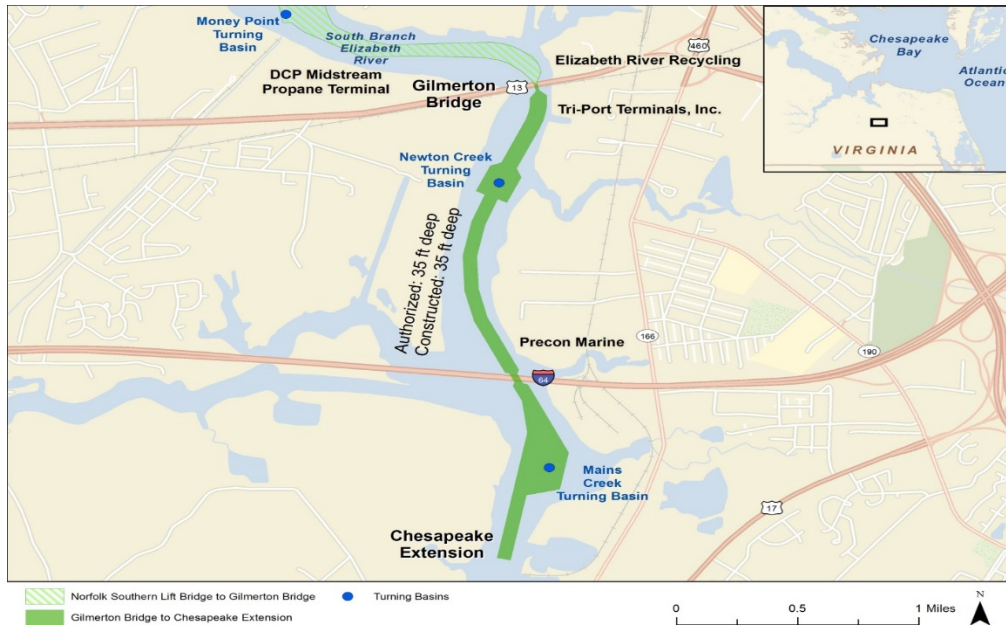 Money Point
Turning
Basin
South Branch
Elizabeth
River
DCP Midstream
Propane Terminal
Gilmerton
Bridge
13
460
Elizabeth River Recycling
Tri-Port Terminals, Inc.
Chesapeake
Bay
Atlantic
Ocean
VIRGINIA
Newton Creek
Turning
Basin
Authorized: 35 ft deep
Constructed: 35 ft deep
Precon Marine
166
190
64
Mains
Creek
Turning Basin
17
Chesapeake
Extension
Norfolk Southern Lift Bridge to Gilmerton Bridge
Turning Basins
Gilmerton Bridge to Chesapeake Extension
0 0.5 1 Miles
N